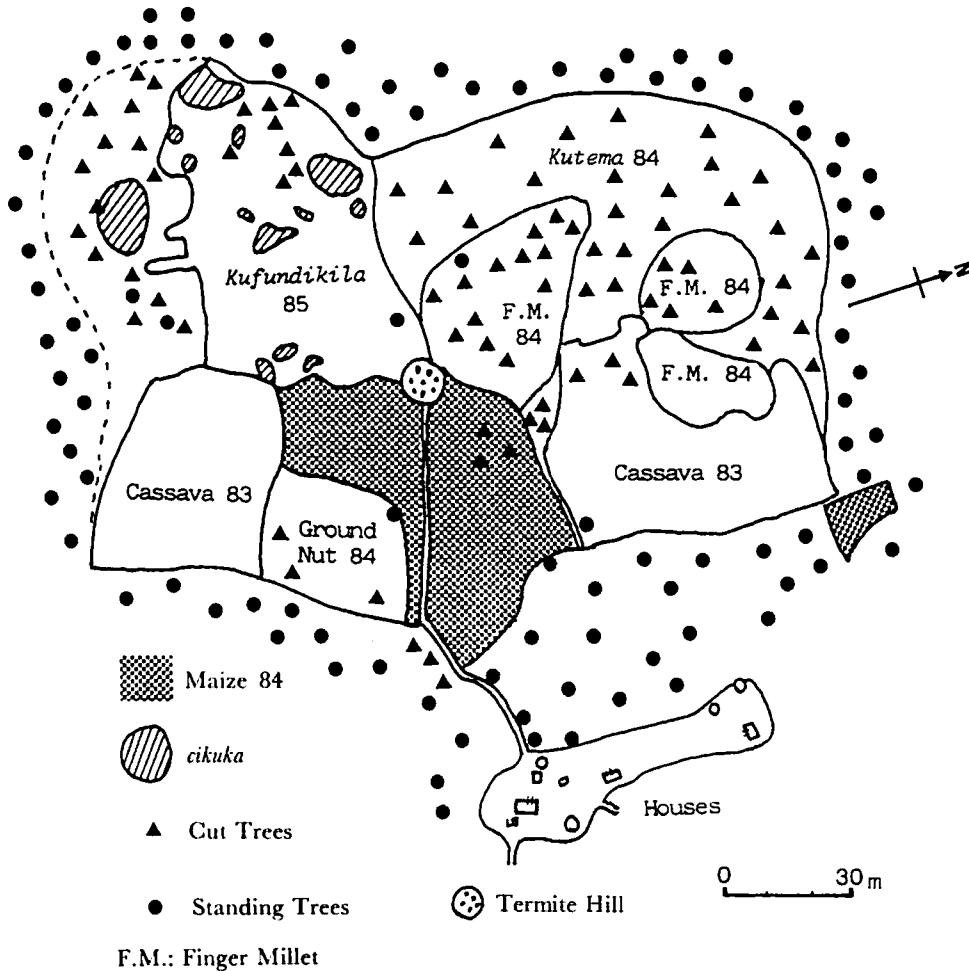 Kutema 84
N
Kufundikila
85
F.M. 84
F.M.
84
F.M. 84
Cassava 83
Cassava 83
Ground
Nut 84
Maize 84
cikuka
Houses
Cut Trees
0 30m
Standing Trees
Termite Hill
F.M.: Finger Millet